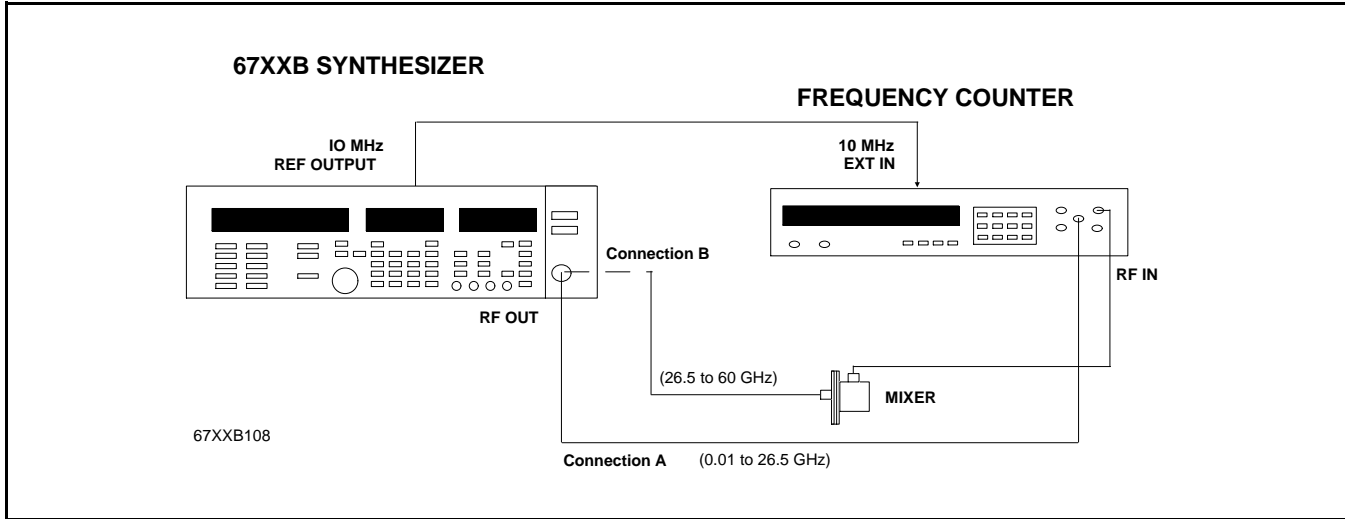 67XXB SYNTHESIZER
FREQUENCY COUNTER
IO MHz
REF OUTPUT
10 MHz
EXT IN
Connection B
RF IN
RF OUT
(26.5 to 60 GHz)
MIXER
67XXB108
Connection A (0.01 to 26.5 GHz)